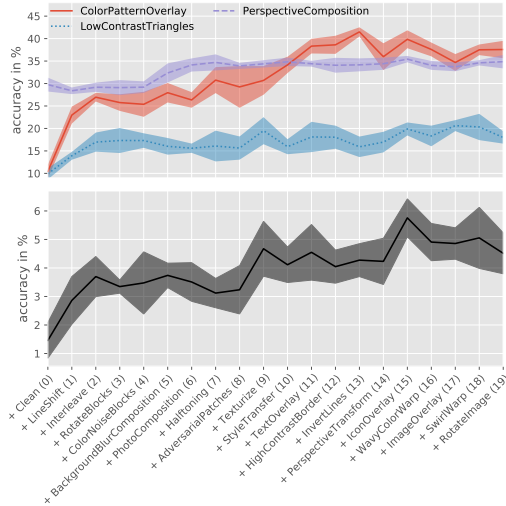 ColorPatternOverlay
LowContrastTriangles
PerspectiveComposition
accuracy in %
45
40
35
30
25
20
15
10
accuracy in %
6
5
4
3
2
1
+ Clean (0)
+ LineShift (1)
+ Interleave (2)
+ RotateBlocks (3)
+ ColorNoiseBlocks (4)
+ BackgroundBlurComposition (5)
+ PhotoComposition (6)
+ Halftoning (7)
+ AdversarialPatches (8)
+ Texturize (9)
+ StyleTransfer (10)
+ TextOverlay (11)
+ HighContrastBorder (12)
+ InvertLines (13)
+ PerspectiveTransform (14)
+ IconOverlay (15)
+ WavyColorWarp (16)
+ ImageOverlay (17)
+ SwirlWarp (18)
+ RotateImage (19)